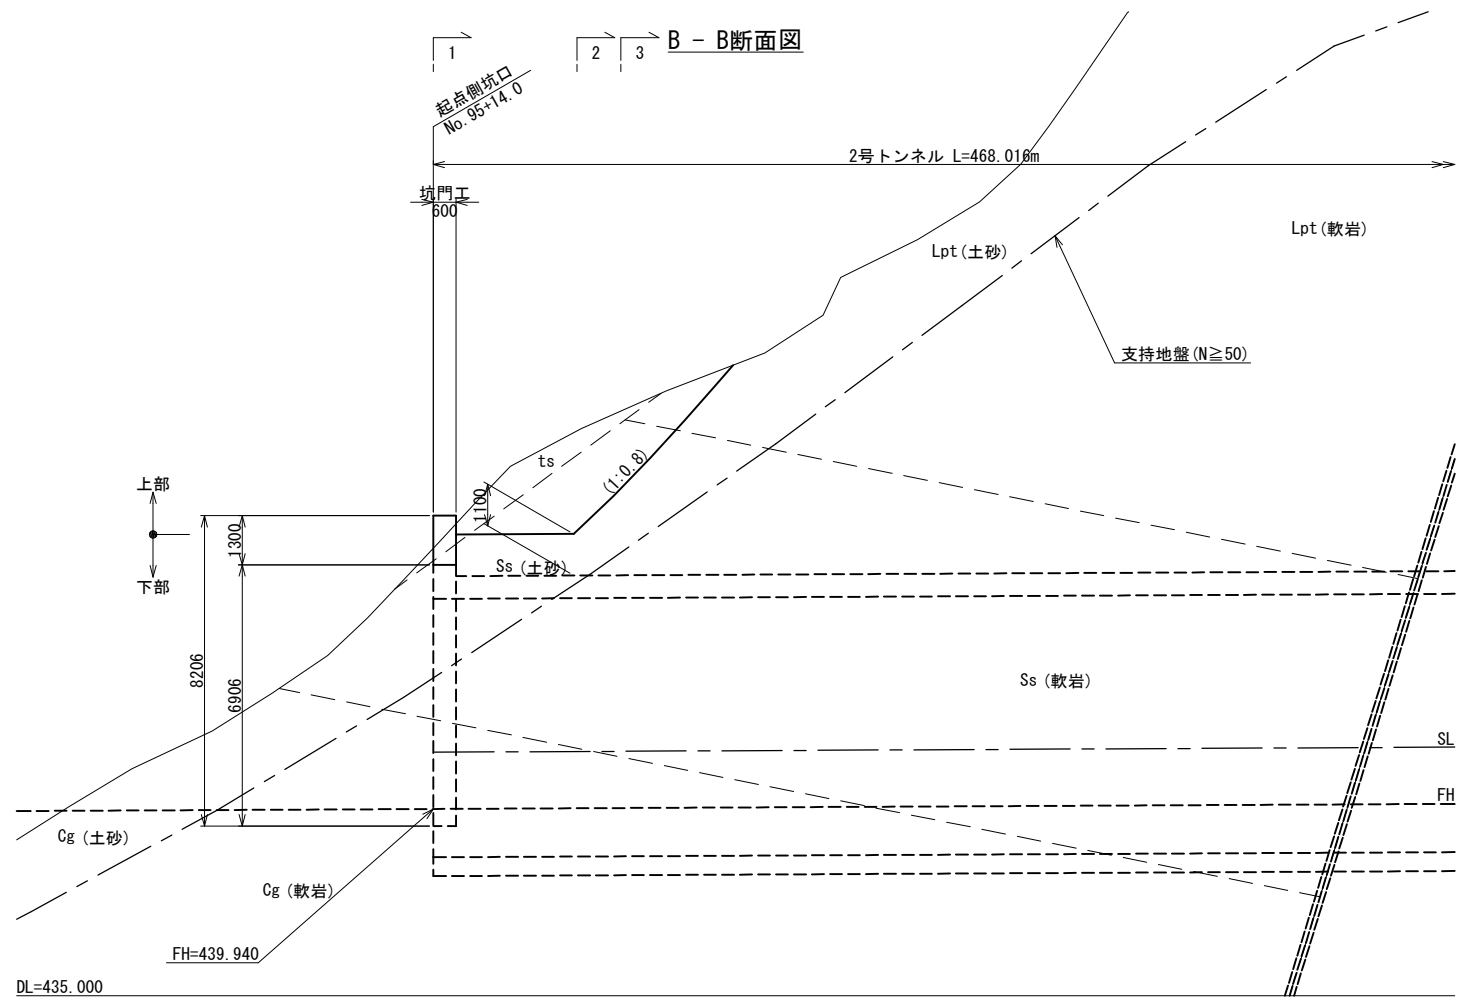 B － B断面図
1
2
3
起点側坑口
No.95+14.0
2号トンネル L=468.016m
坑門工
600
Lpt(土砂)
Lpt(軟岩)
支持地盤(N≧50)
ts
(1:0.8)
1100
上部
下部
1300
8206
6906
Ss(土砂)
Ss(軟岩)
SL
FH
Cg(土砂)
Cg(軟岩)
FH=439.940
DL=435.000